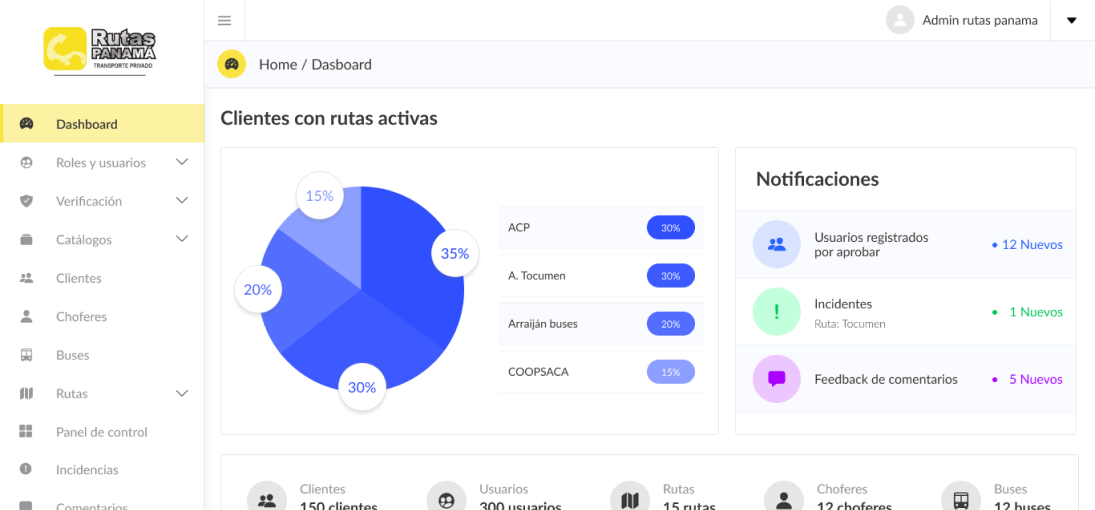 Rutas
PANAMÁ
TRANSPORTE PRIVADO
Admin rutas panama
Home / Dasboard
Dashboard
Roles y usuarios
Verificación
Catálogos
Clientes
Choferes
Buses
Rutas
Panel de control
Incidencias
Comentarios
Clientes con rutas activas
15%
35%
20%
30%
ACP 30%
A. Tocumen 30%
Arraiján buses 20%
COOPSACA 15%
Notificaciones
Usuarios registrados
por aprobar
• 12 Nuevos
Incidentes
Ruta: Tocumen
• 1 Nuevos
Feedback de comentarios
• 5 Nuevos
Clientes
150 clientes
Usuarios
300 usuarios
Rutas
15 rutas
Choferes
12 choferes
Buses
12 buses